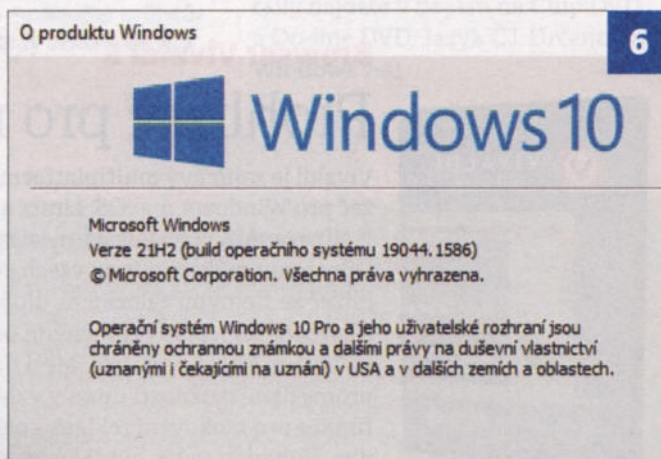 O produktu Windows
6
Windows 10
Microsoft Windows
Verze 21H2 (build operačního systému 19044.1586)
© Microsoft Corporation. Všechna práva vyhrazena.
Operační systém Windows 10 Pro a jeho uživatelské rozhraní jsou
chráněny ochrannou známkou a dalšími právy na duševní vlastnictví
(uznanými i čekajícími na uznání) v USA a v dalších zemích a oblastech.